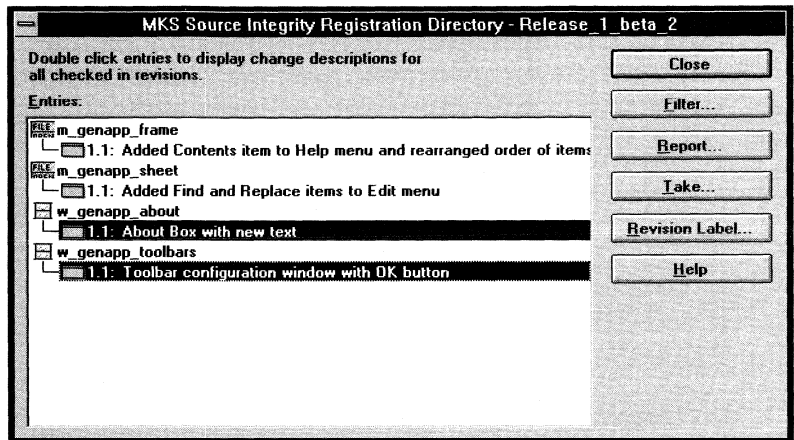 MKS Source Integrity Registration Directory - Release_1_beta_2
Double click entries to display change descriptions for
all checked in revisions.
Entries:
m_genapp_frame
1.1: Added Contents item to Help menu and rearranged order of items
m_genapp_sheet
1.1: Added Find and Replace items to Edit menu
w_genapp_about
1.1: About Box with new text
w_genapp_toolbars
1.1: Toolbar configuration window with OK button
Close
Filter...
Report...
Take...
Revision Label...
Help